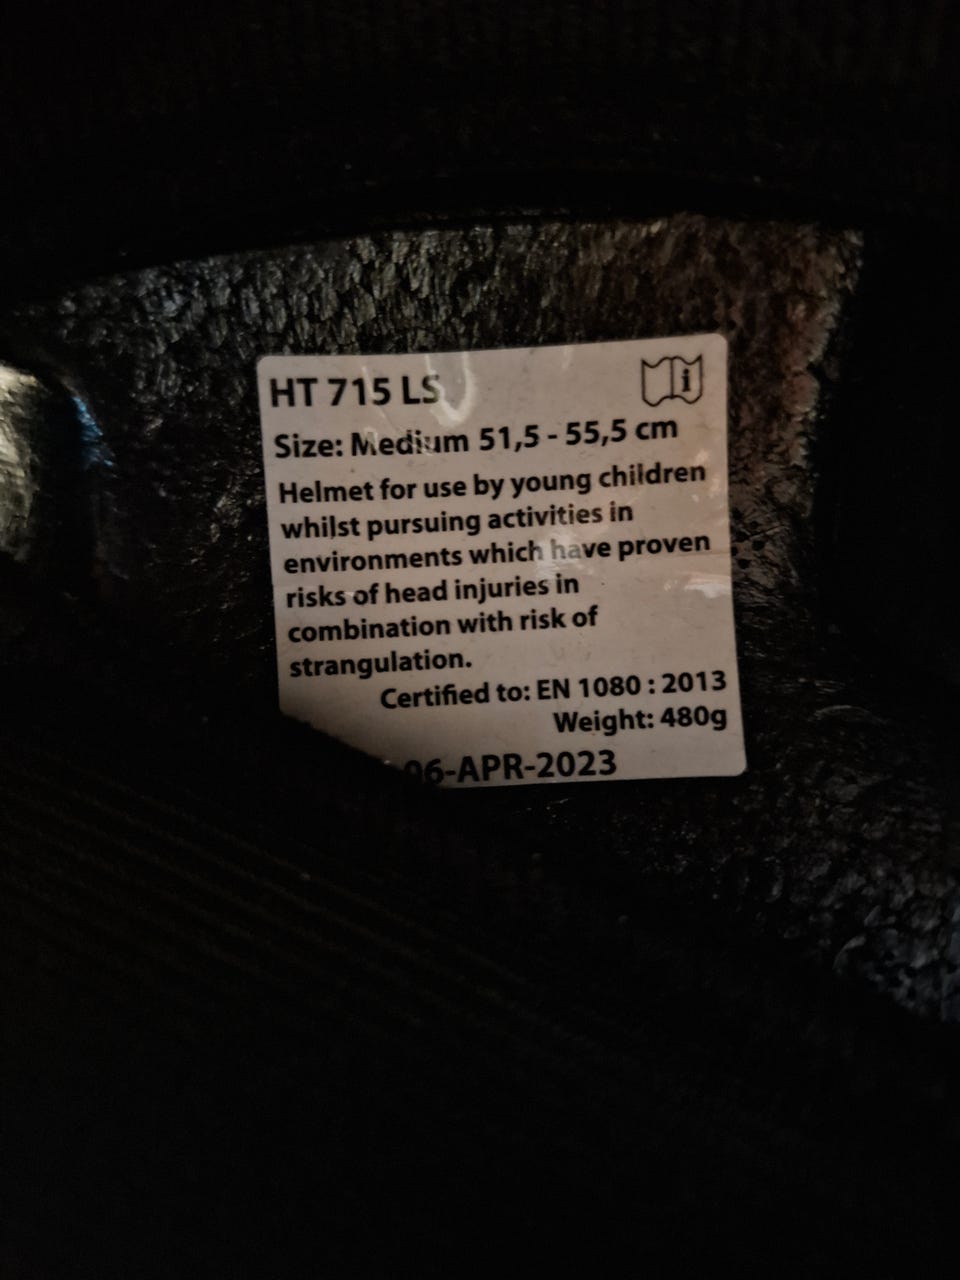 HT 715 LS
Size: Medium 51,5 - 55,5 cm
Helmet for use by young children
whilst pursuing activities in
environments which have proven
risks of head injuries in
combination with risk of
strangulation.
Certified to: EN 1080 : 2013
Weight: 480g
06-APR-2023